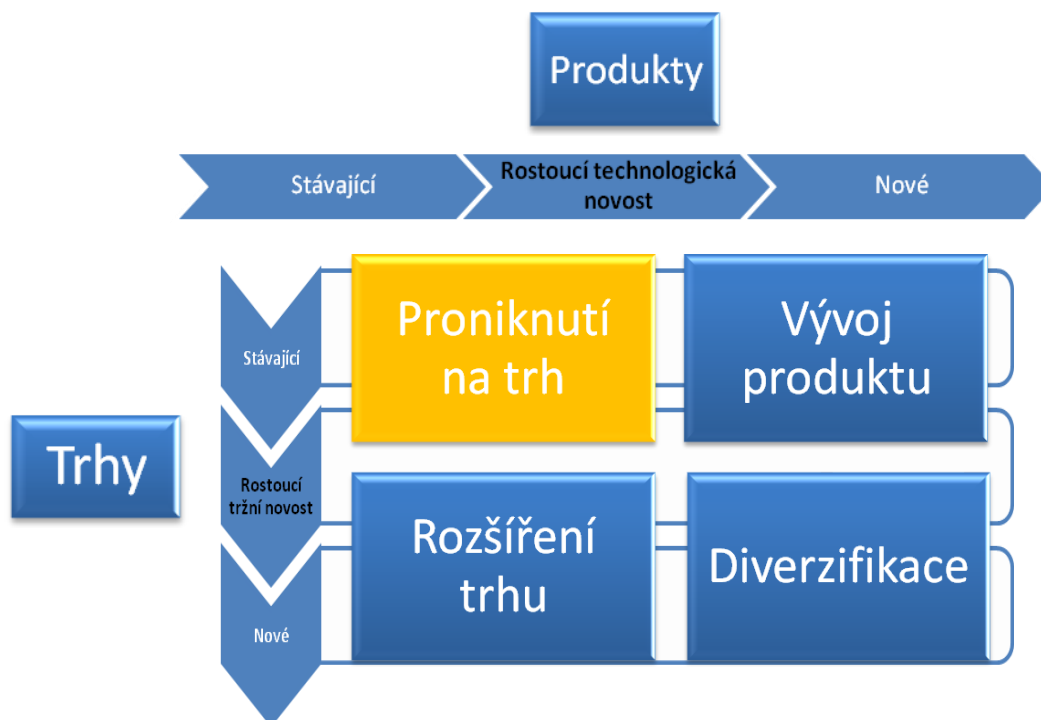 Produkty
Stávající
Rostoucí technologická
novost
Nové
Proniknutí
na trh
Vývoj
produktu
Stávající
Trhy
Rostoucí
tržní novost
Rozšíření
trhu
Diverzifikace
Nové